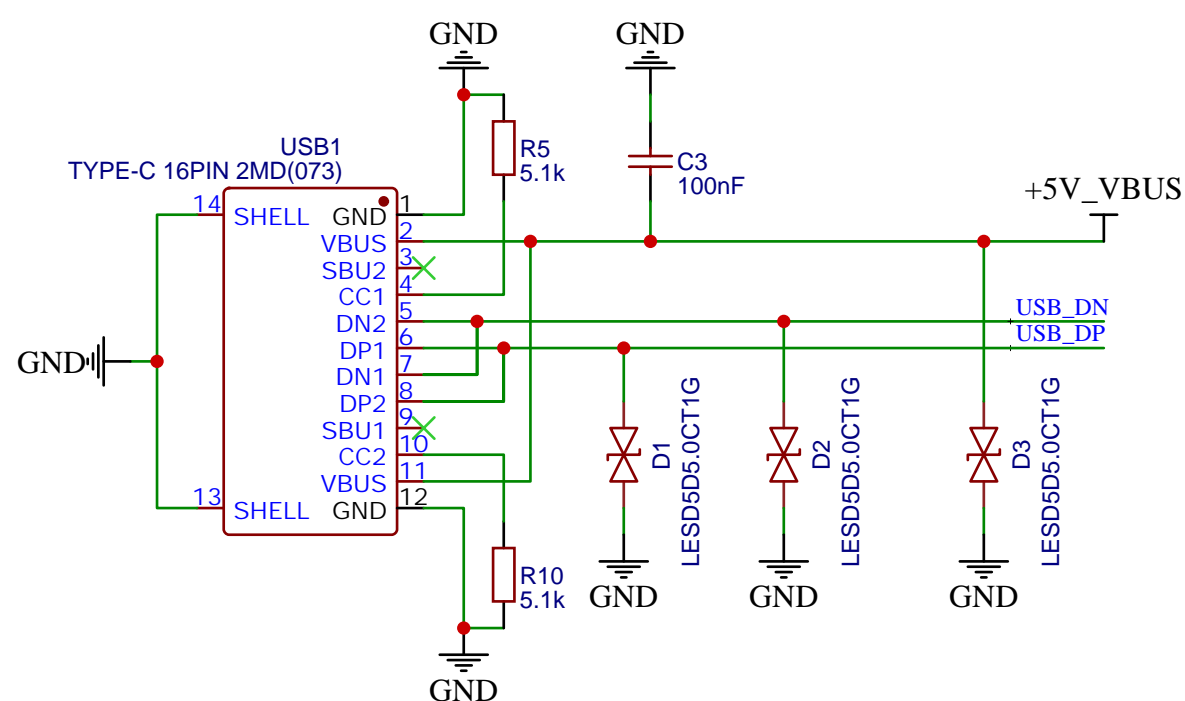 GND
GND
USB1
TYPE-C 16PIN 2MD(073)
R5
5.1k
C3
100nF
+5V_VBUS
14
SHELL
GND
1
VBUS
2
SBU2
3
CC1
4
DN2
5
USB_DN
DP1
6
USB_DP
GND
DN1
7
DP2
8
SBU1
9
CC2
10
VBUS
11
13
SHELL
GND
12
D1
LESD5D5.0CT1G
D2
LESD5D5.0CT1G
D3
LESD5D5.0CT1G
R10
5.1k
GND
GND
GND
GND